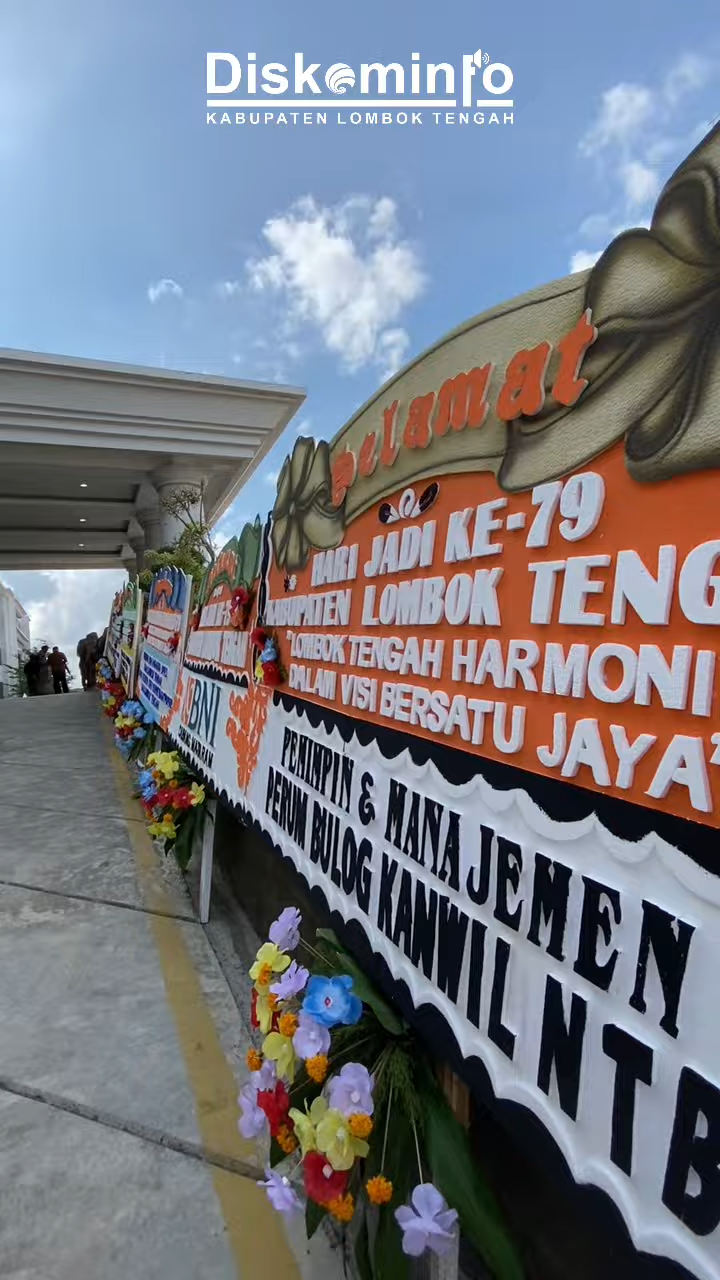 Diskominfo
KABUPATEN LOMBOK TENGAH
Selamat
HARI JADI KE-79
KABUPATEN LOMBOK TENG
"LOMBOK TENGAH HARMONI
DALAM VISI BERSATU JAYA"
PEMIMPIN & MANAJEMEN
PERUM BULOG KANWIL NTB
BNI